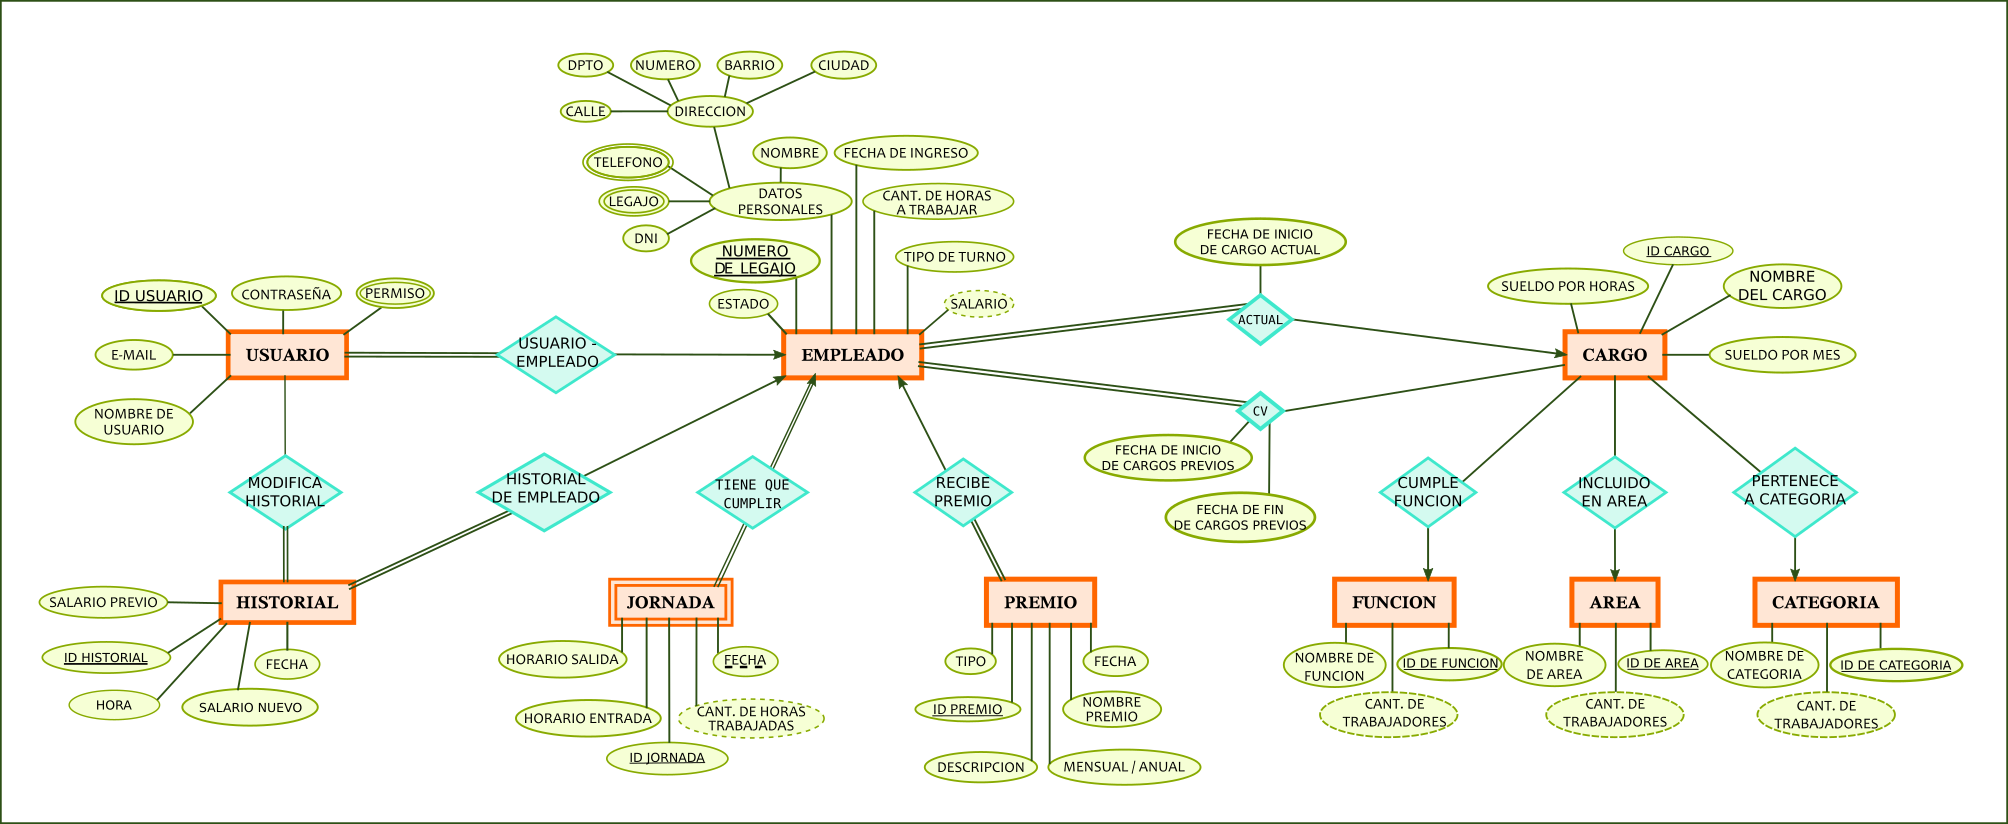 DPTO
NUMERO
BARRIO
CIUDAD
CALLE
DIRECCION
TELEFONO
NOMBRE
FECHA DE INGRESO
LEGAJO
DATOS
PERSONALES
CANT. DE HORAS
A TRABAJAR
DNI
NUMERO
DE LEGAJO
TIPO DE TURNO
ESTADO
SALARIO
FECHA DE INICIO
DE CARGO ACTUAL
ID CARGO
SUELDO POR HORAS
NOMBRE
DEL CARGO
ID USUARIO
CONTRASEÑA
PERMISO
ACTUAL
E-MAIL
USUARIO
USUARIO -
EMPLEADO
EMPLEADO
CARGO
SUELDO POR MES
NOMBRE DE
USUARIO
CV
FECHA DE INICIO
DE CARGOS PREVIOS
FECHA DE FIN
DE CARGOS PREVIOS
MODIFICA
HISTORIAL
HISTORIAL
DE EMPLEADO
TIENE QUE
CUMPLIR
RECIBE
PREMIO
CUMPLE
FUNCION
INCLUIDO
EN AREA
PERTENECE
A CATEGORIA
SALARIO PREVIO
HISTORIAL
JORNADA
PREMIO
FUNCION
AREA
CATEGORIA
ID HISTORIAL
FECHA
HORA
SALARIO NUEVO
HORARIO SALIDA
FECHA
HORARIO ENTRADA
CANT. DE HORAS
TRABAJADAS
ID JORNADA
TIPO
FECHA
ID PREMIO
NOMBRE
PREMIO
DESCRIPCION
MENSUAL / ANUAL
NOMBRE DE
FUNCION
ID DE FUNCION
CANT. DE
TRABAJADORES
NOMBRE
DE AREA
ID DE AREA
CANT. DE
TRABAJADORES
NOMBRE DE
CATEGORIA
ID DE CATEGORIA
CANT. DE
TRABAJADORES